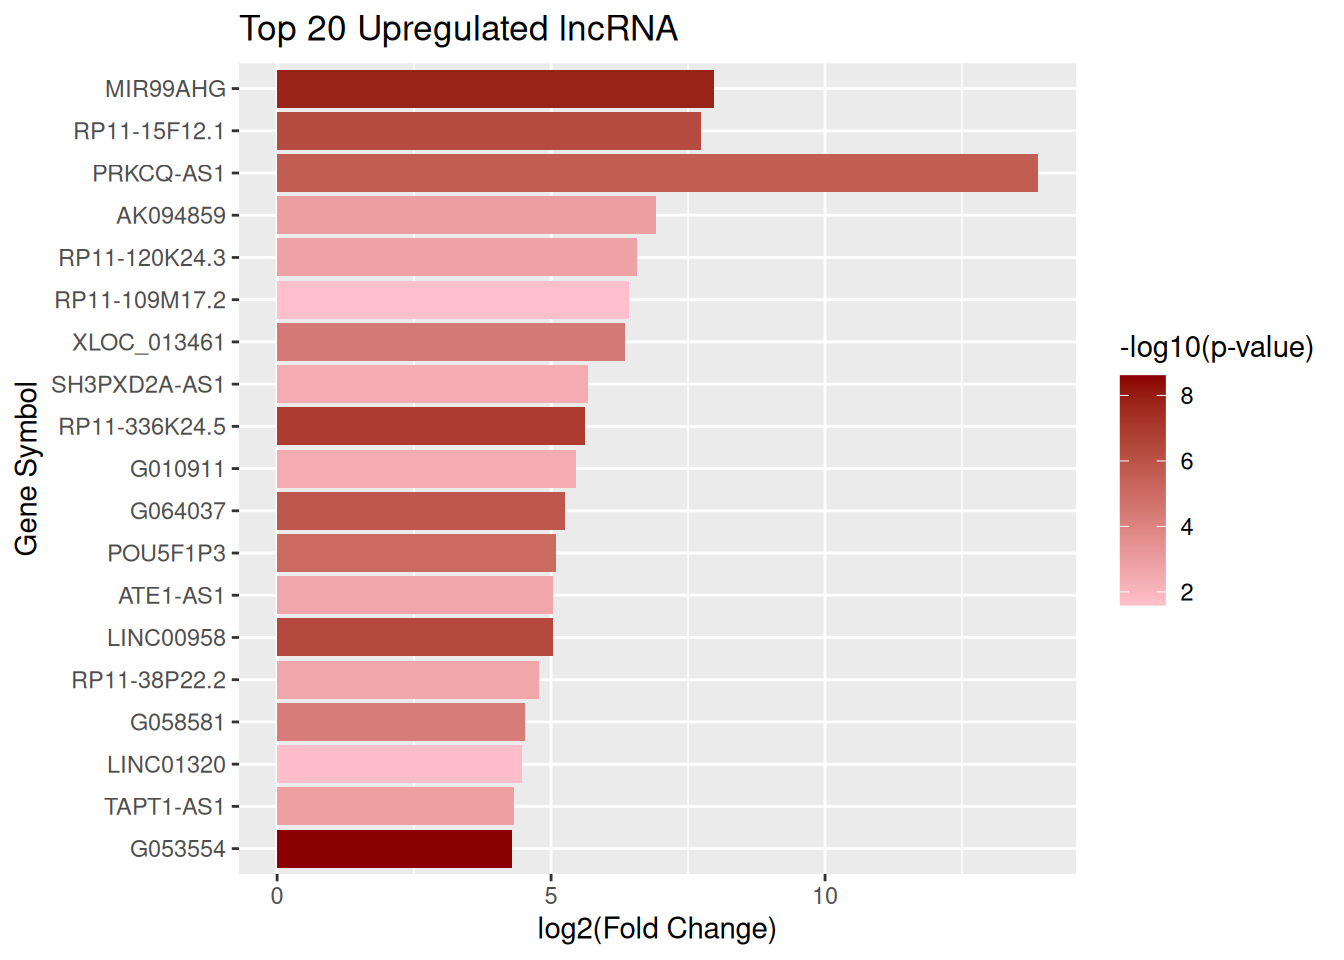 Top 20 Upregulated lncRNA
Gene Symbol
MIR99AHG
RP11-15F12.1
PRKCQ-AS1
AK094859
RP11-120K24.3
RP11-109M17.2
XLOC_013461
SH3PXD2A-AS1
RP11-336K24.5
G010911
G064037
POU5F1P3
ATE1-AS1
LINC00958
RP11-38P22.2
G058581
LINC01320
TAPT1-AS1
G053554
0 5 10
log2(Fold Change)
-log10(p-value)
8
6
4
2